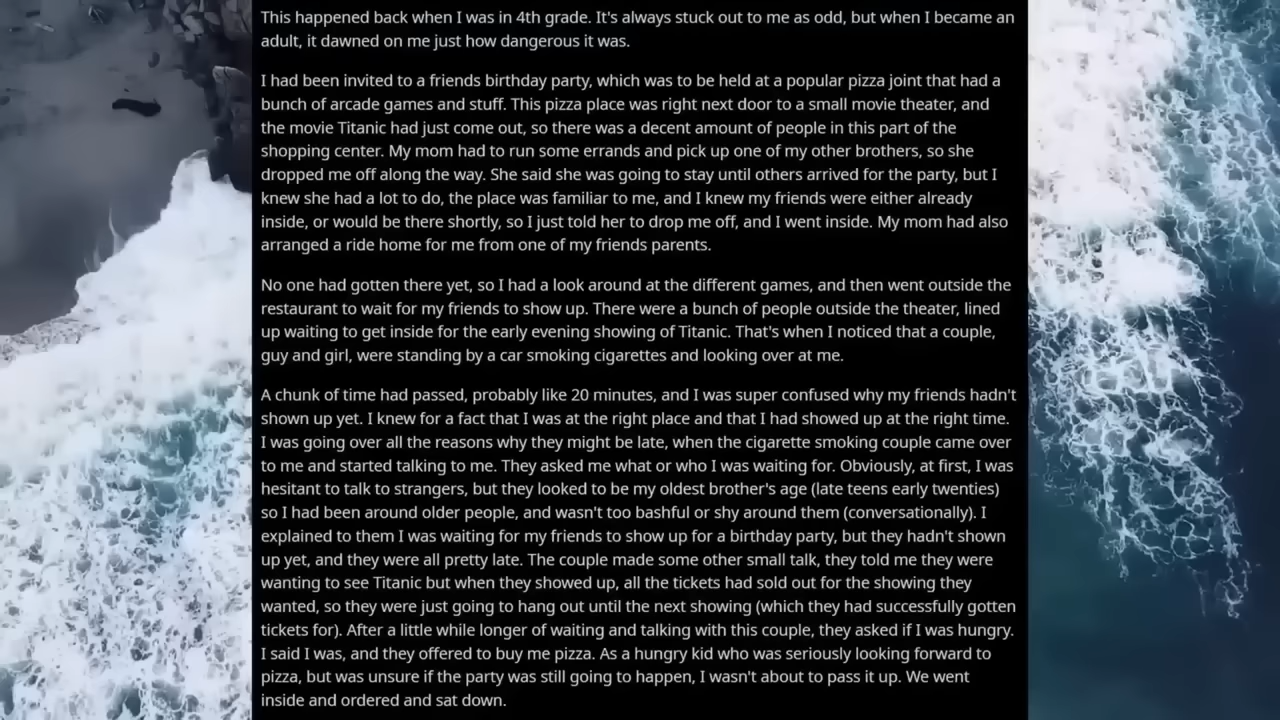 This happened back when I was in 4th grade. It's always stuck out to me as odd, but when I became an
adult, it dawned on me just how dangerous it was.
I had been invited to a friends birthday party, which was to be held at a popular pizza joint that had a
bunch of arcade games and stuff. This pizza place was right next door to a small movie theater, and
the movie Titanic had just come out, so there was a decent amount of people in this part of the
shopping center. My mom had to run some errands and pick up one of my other brothers, so she
dropped me off along the way. She said she was going to stay until others arrived for the party, but I
knew she had a lot to do, the place was familiar to me, and I knew my friends were either already
inside, or would be there shortly, so I just told her to drop me off, and I went inside. My mom had also
arranged a ride home for me from one of my friends parents.
No one had gotten there yet, so I had a look around at the different games, and then went outside the
restaurant to wait for my friends to show up. There were a bunch of people outside the theater, lined
up waiting to get inside for the early evening showing of Titanic. That's when I noticed that a couple,
guy and girl, were standing by a car smoking cigarettes and looking over at me.
A chunk of time had passed, probably like 20 minutes, and I was super confused why my friends hadn't
shown up yet. I knew for a fact that I was at the right place and that I had showed up at the right time.
I was going over all the reasons why they might be late, when the cigarette smoking couple came over
to me and started talking to me. They asked me what or who I was waiting for. Obviously, at first, I was
hesitant to talk to strangers, but they looked to be my oldest brother's age (late teens early twenties)
so I had been around older people, and wasn't too bashful or shy around them (conversationally). I
explained to them I was waiting for my friends to show up for a birthday party, but they hadn't shown
up yet, and they were all pretty late. The couple made some other small talk, they told me they were
wanting to see Titanic but when they showed up, all the tickets had sold out for the showing they
wanted, so they were just going to hang out until the next showing (which they had successfully gotten
tickets for). After a little while longer of waiting and talking with this couple, they asked if I was hungry.
I said I was, and they offered to buy me pizza. As a hungry kid who was seriously looking forward to
pizza, but was unsure if the party was still going to happen, I wasn't about to pass it up. We went
inside and ordered and sat down.